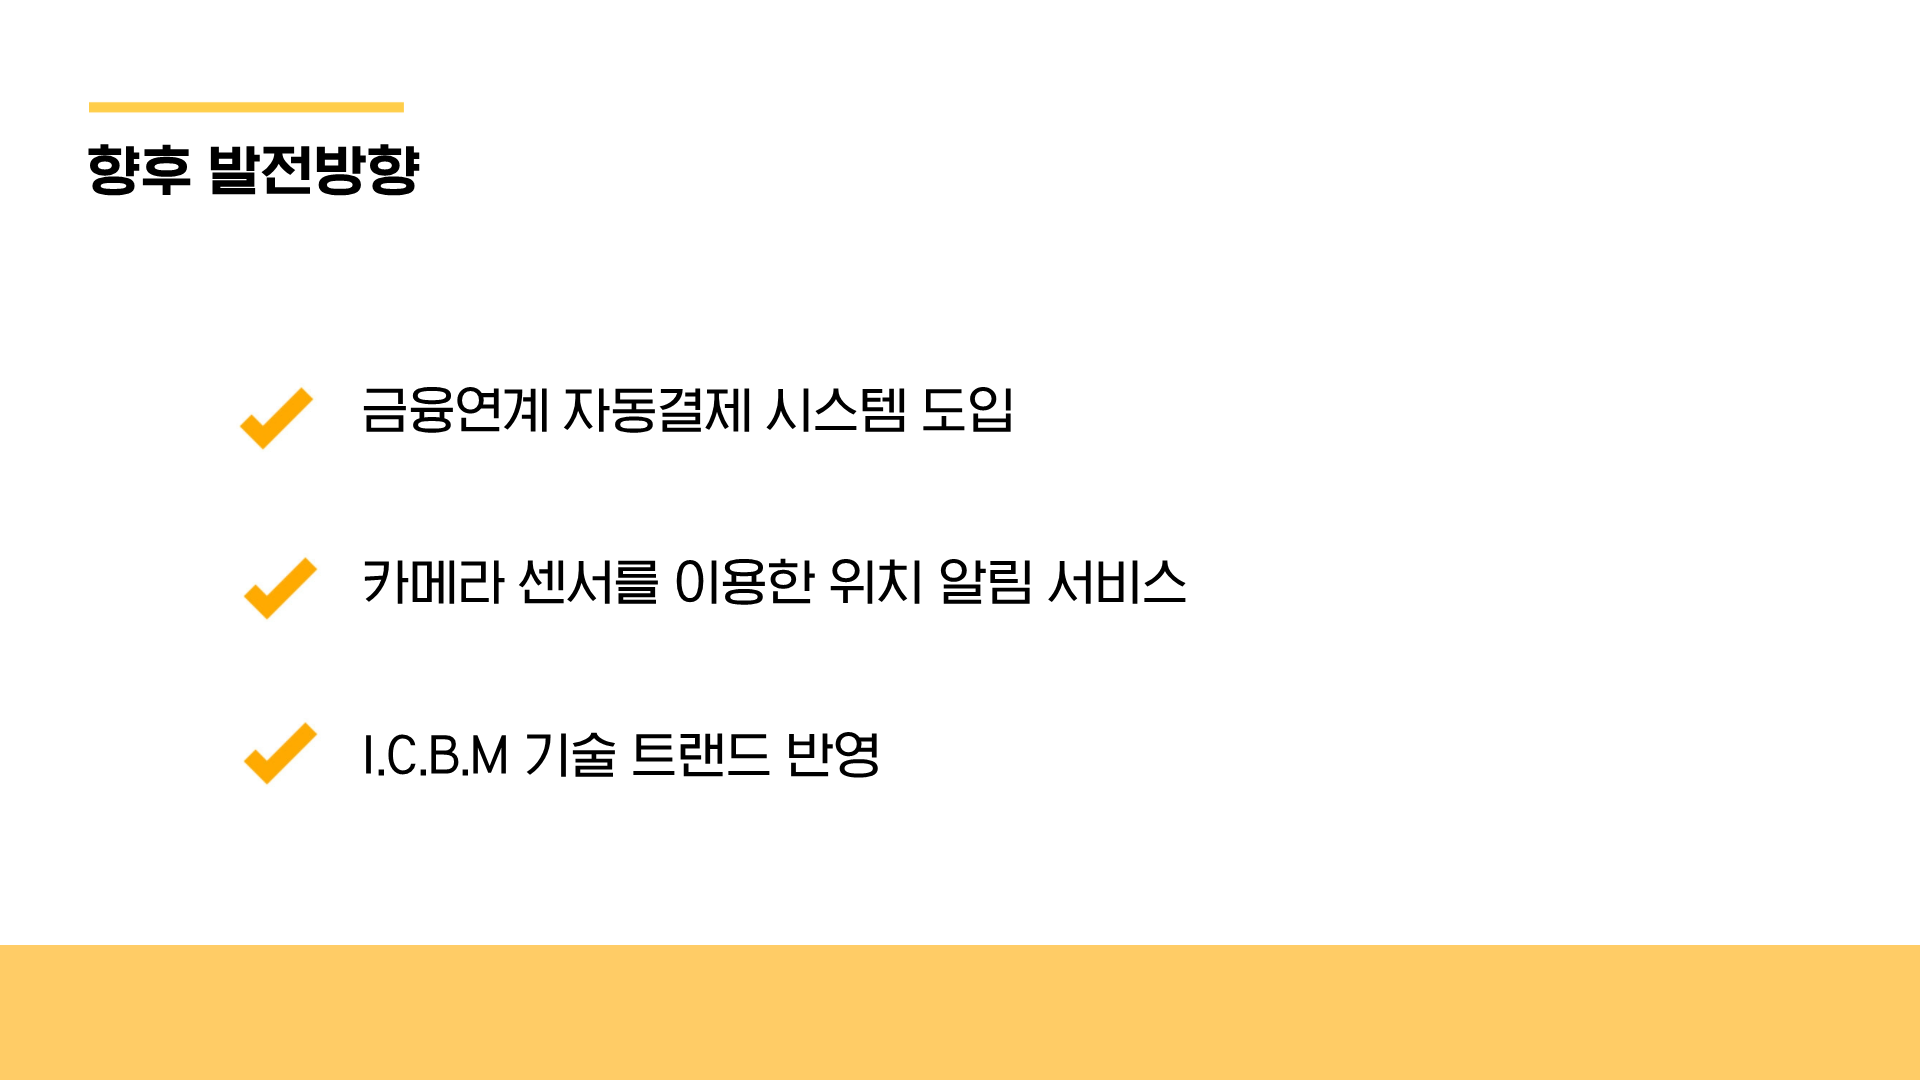 향후 발전방향
금융연계 자동결제 시스템 도입
카메라 센서를 이용한 위치 알림 서비스
I.C.B.M 기술 트랜드 반영